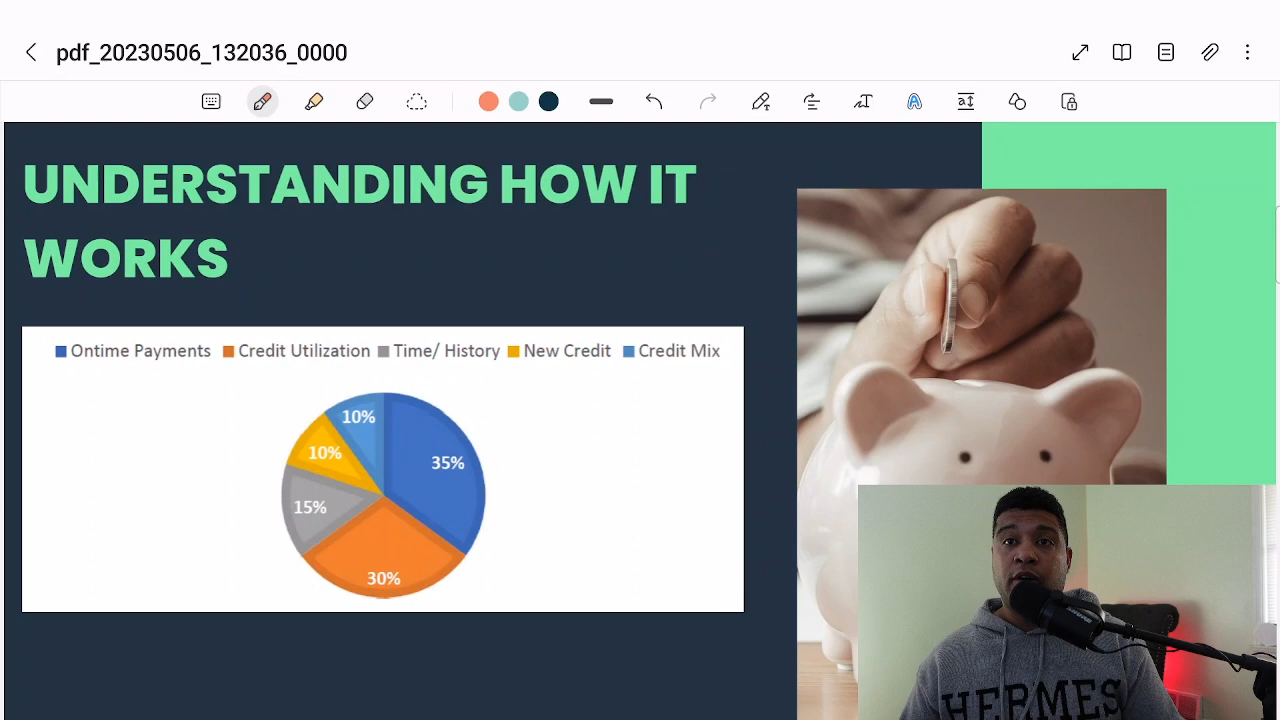 pdf_20230506_132036_0000
UNDERSTANDING HOW IT
WORKS
Ontime Payments Credit Utilization Time/ History New Credit Credit Mix
10%
35%
10%
15%
30%
HERMES